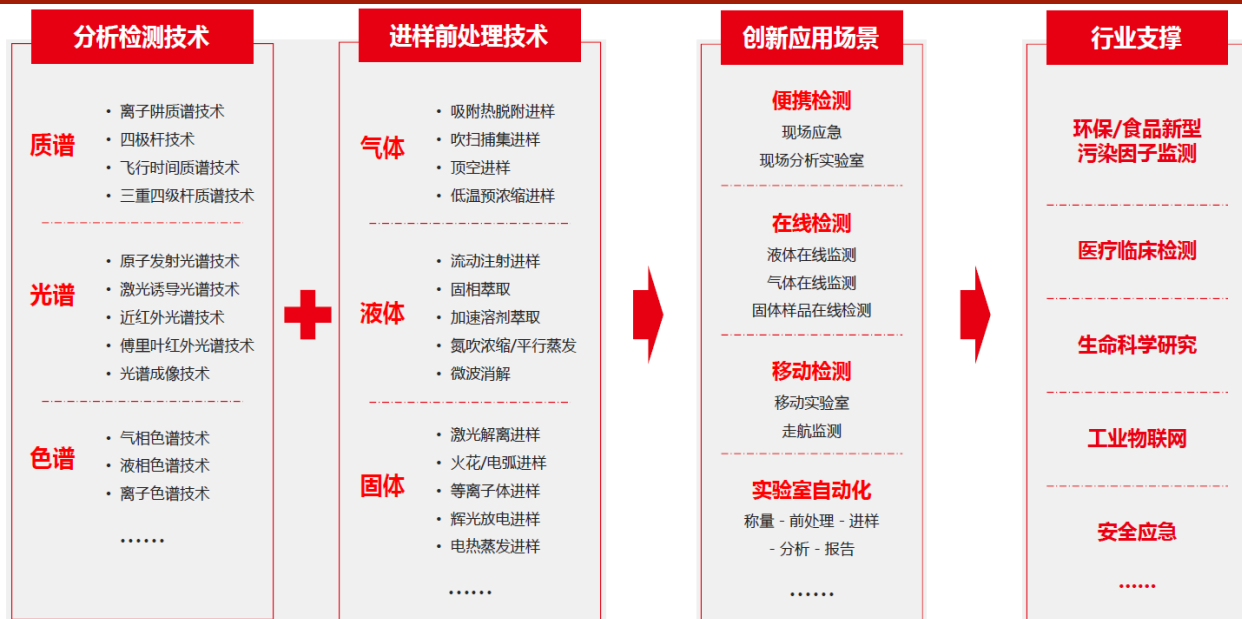 分析检测技术
质谱
• 离子阱质谱技术
• 四极杆技术
• 飞行时间质谱技术
• 三重四级杆质谱技术
光谱
• 原子发射光谱技术
• 激光诱导光谱技术
• 近红外光谱技术
• 傅里叶红外光谱技术
• 光谱成像技术
色谱
• 气相色谱技术
• 液相色谱技术
• 离子色谱技术
······
进样前处理技术
气体
• 吸附热脱附进样
• 吹扫捕集进样
• 顶空进样
• 低温预浓缩进样
液体
• 流动注射进样
• 固相萃取
• 加速溶剂萃取
• 氮吹浓缩/平行蒸发
• 微波消解
固体
• 激光解离进样
• 火花/电弧进样
• 等离子体进样
• 辉光放电进样
• 电热蒸发进样
······
创新应用场景
便携检测
现场应急
现场分析实验室
在线检测
液体在线监测
气体在线监测
固体样品在线检测
移动检测
移动实验室
走航监测
实验室自动化
称量 - 前处理 - 进样
- 分析 - 报告
······
行业支撑
环保/食品新型
污染因子监测
医疗临床检测
生命科学研究
工业物联网
安全应急
······